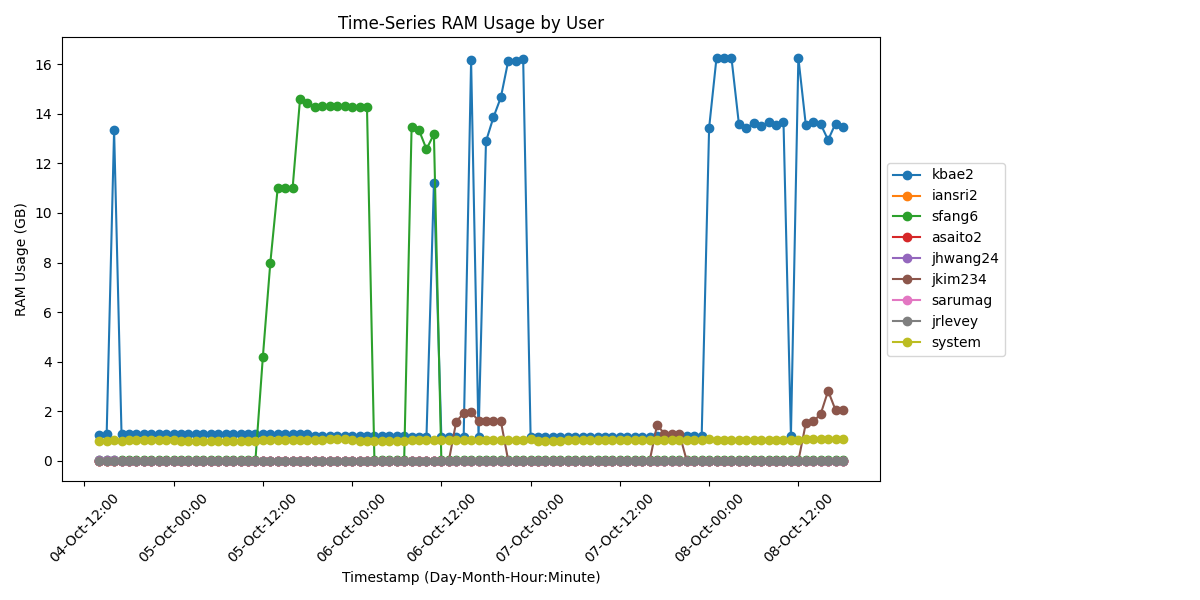 Time-Series RAM Usage by User
RAM Usage (GB)
16
14
12
10
8
6
4
2
0
04-Oct-12:00
05-Oct-00:00
05-Oct-12:00
06-Oct-00:00
06-Oct-12:00
07-Oct-00:00
07-Oct-12:00
08-Oct-00:00
08-Oct-12:00
Timestamp (Day-Month-Hour:Minute)
kbae2
iansri2
sfang6
asaito2
jhwang24
jkim234
sarumag
jrlevey
system